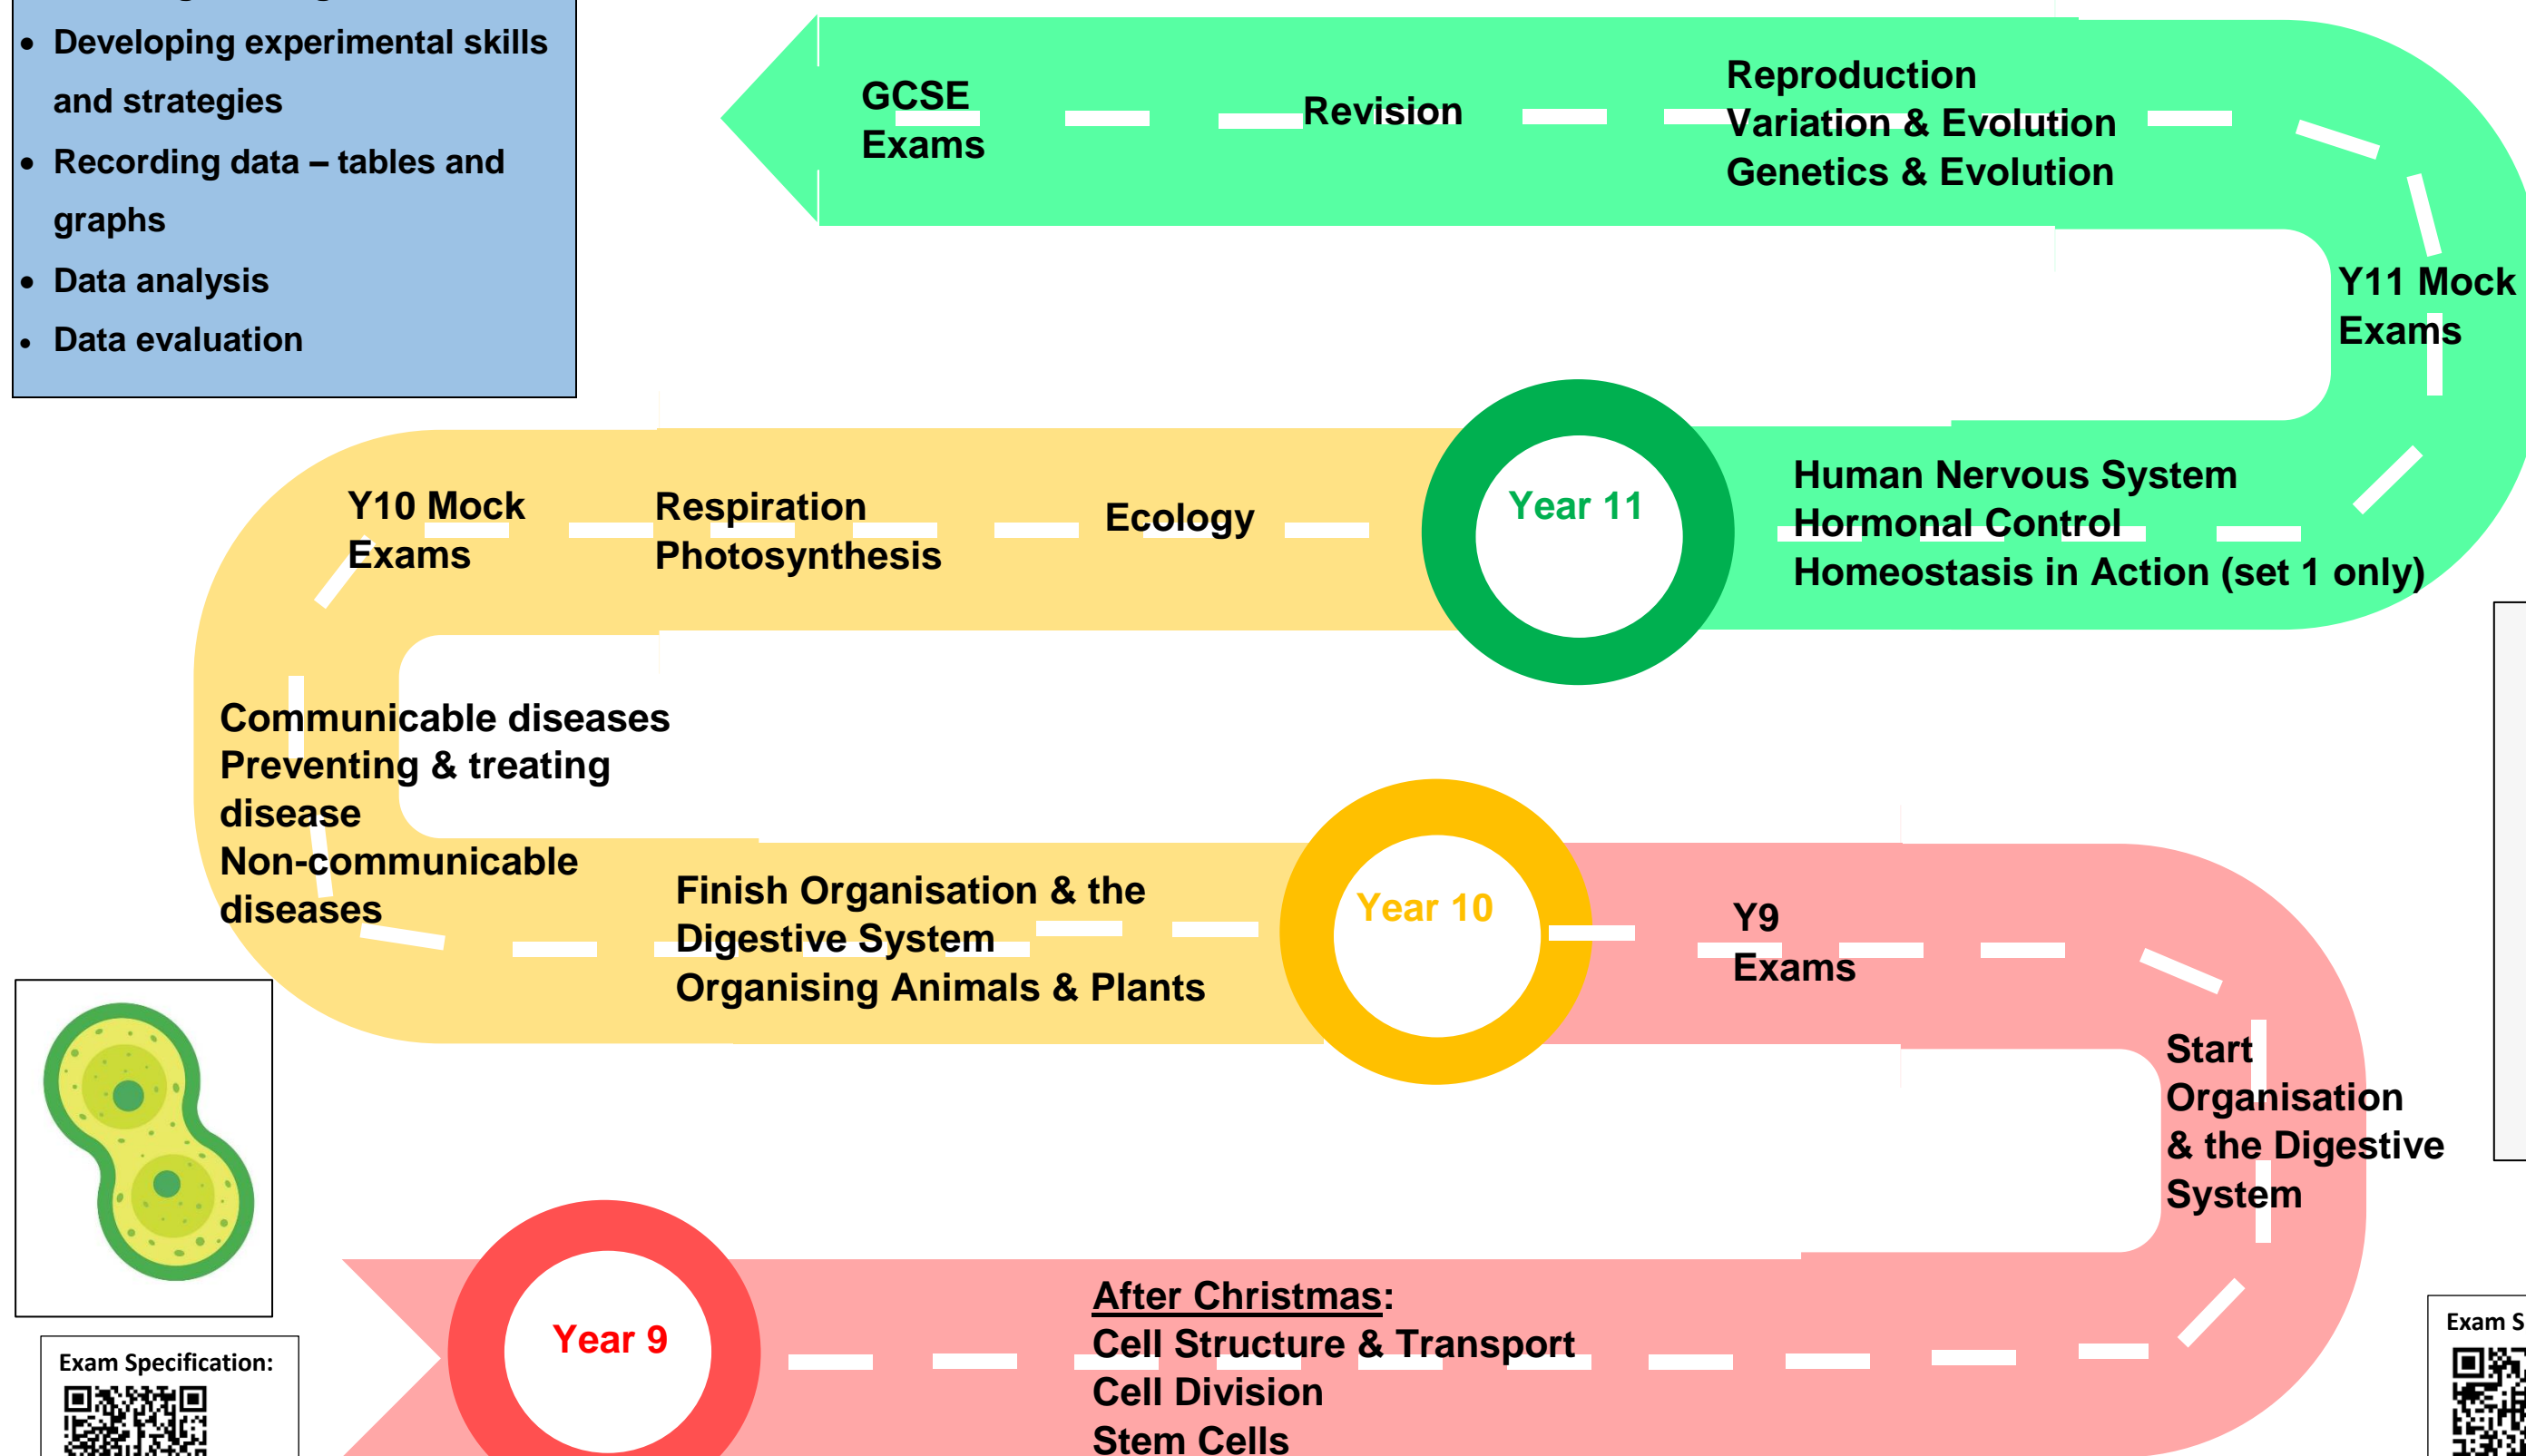 • Developing experimental skills
and strategies
• Recording data – tables and
graphs
• Data analysis
• Data evaluation
GCSE
Exams
Revision
Reproduction
Variation & Evolution
Genetics & Evolution
Y11 Mock
Exams
Y10 Mock
Exams
Respiration
Photosynthesis
Ecology
Year 11
Human Nervous System
Hormonal Control
Homeostasis in Action (set 1 only)
Communicable diseases
Preventing & treating
disease
Non-communicable
diseases
Finish Organisation & the
Digestive System
Organising Animals & Plants
Year 10
Y9
Exams
Start
Organisation
& the Digestive
System
Year 9
After Christmas:
Cell Structure & Transport
Cell Division
Stem Cells
Exam Specification:
Exam S